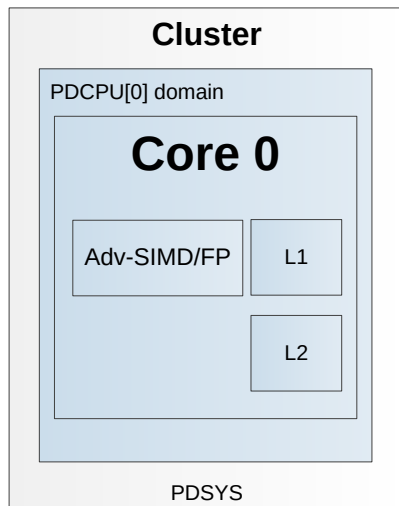 Cluster
PDCPU[0] domain
Core 0
Adv-SIMD/FP
L1
L2
PDSYS